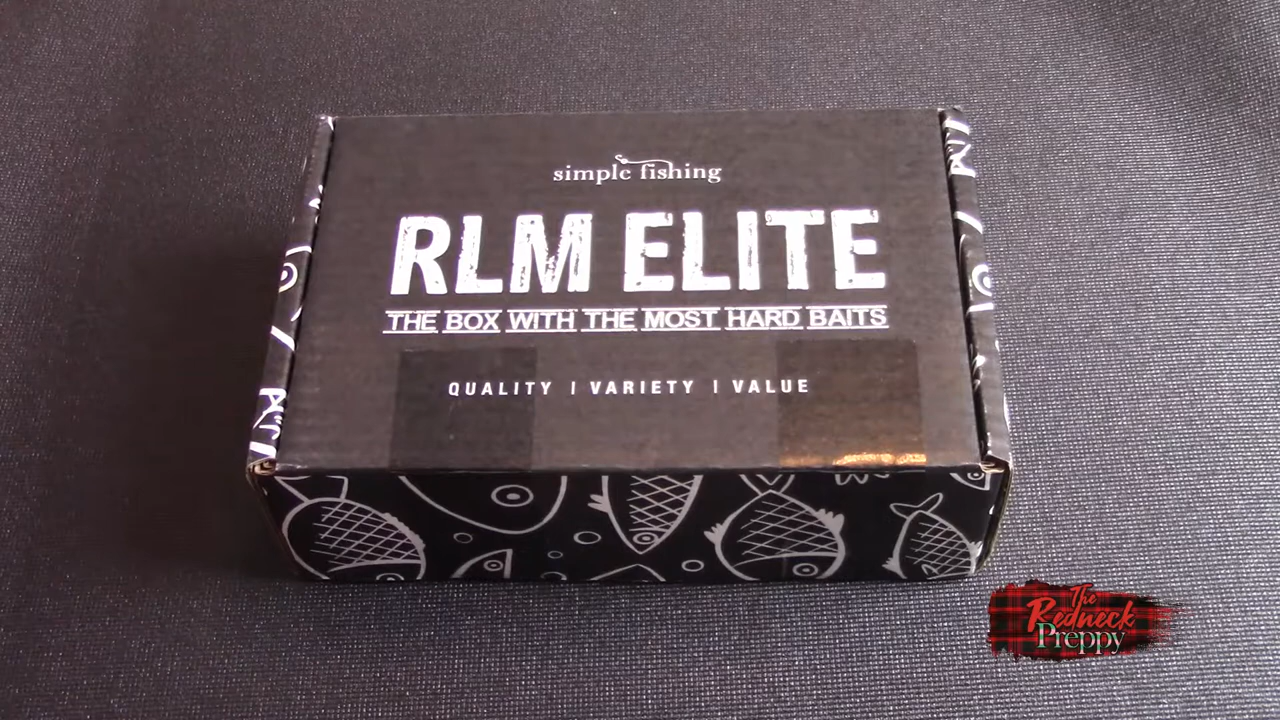 simple fishing
RLM ELITE
THE BOX WITH THE MOST HARD BAITS
QUALITY | VARIETY | VALUE
The
Redneck
Preppy